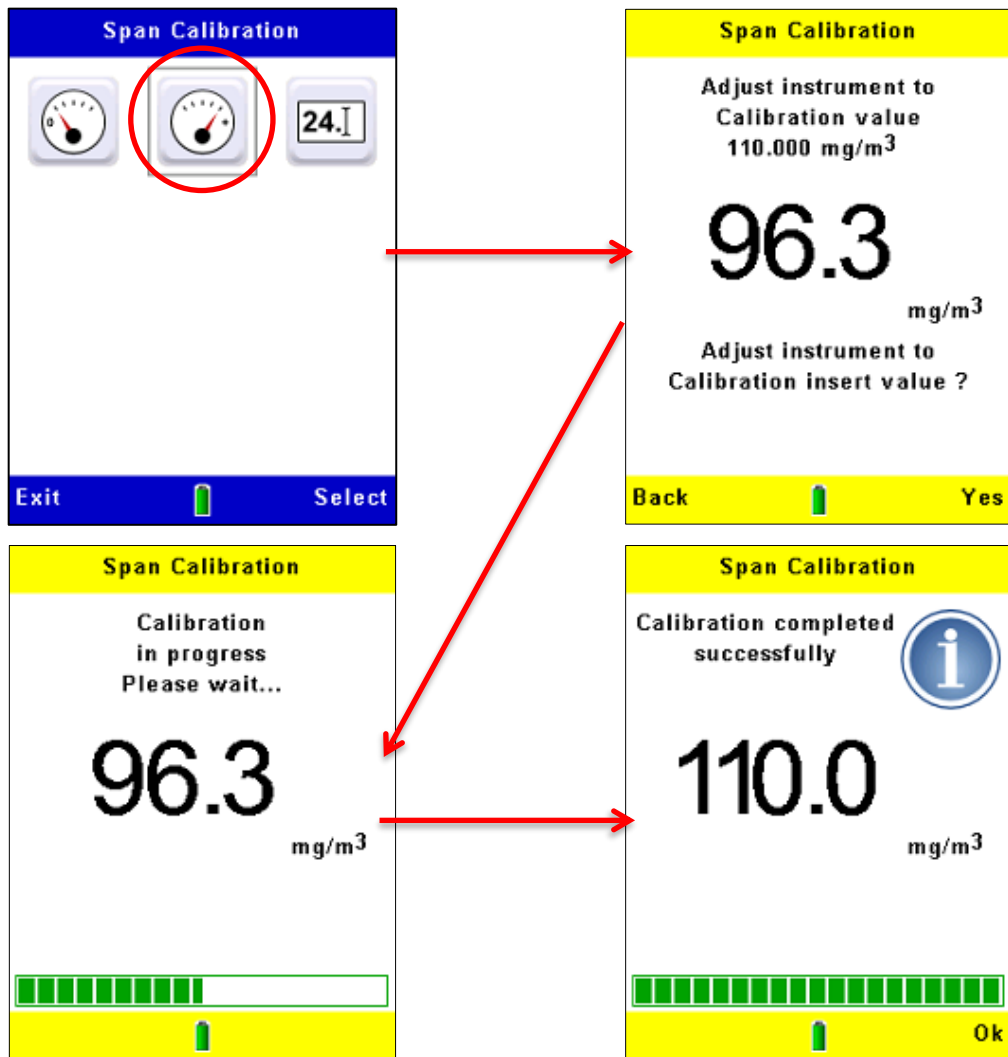 Span Calibration
0 +
24.
Exit Select
Span Calibration
Adjust instrument to
Calibration value
110.000 mg/m³
96.3
mg/m³
Adjust instrument to
Calibration insert value ?
Back Yes
Span Calibration
Calibration
in progress
Please wait...
96.3
mg/m³
Span Calibration
Calibration completed
successfully
i
110.0
mg/m³
Ok